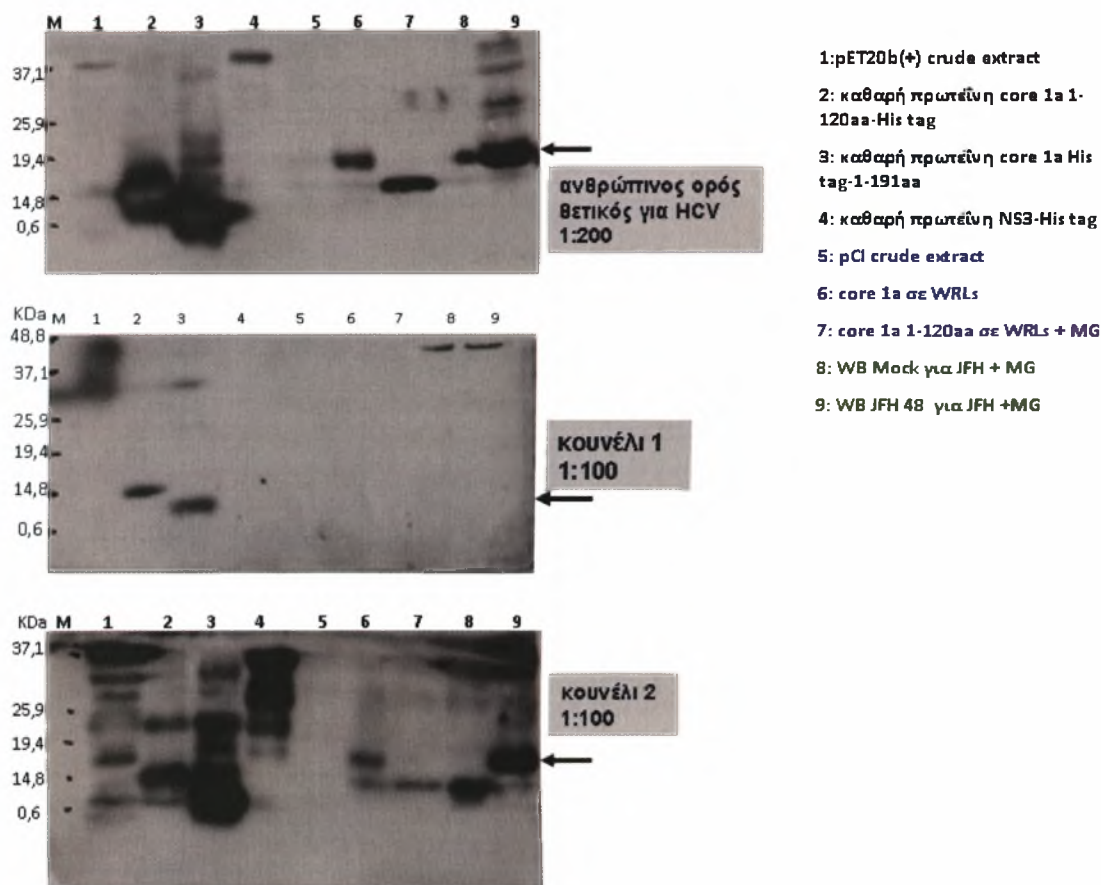 M 1 2 3 4 5 6 7 8 9
37,1
25,9
19,4
14,8
0,6
ανθρώπινος ορός
θετικός για HCV
1:200
KDa M 1 2 3 4 5 6 7 8 9
48,8
37,1
25,9
19,4
14,8
0,6
κουνέλι 1
1:100
KDa M 1 2 3 4 5 6 7 8 9
37,1
25,9
19,4
14,8
0,6
κουνέλι 2
1:100
1:pET20b(+) crude extract
2: καθαρή πρωτεΐνη core 1a 1-
120aa-His tag
3: καθαρή πρωτεΐνη core 1a His
tag-1-191aa
4: καθαρή πρωτεΐνη NS3-His tag
5: pCI crude extract
6: core 1a σε WRLs
7: core 1a 1-120aa σε WRLs + MG
8: WB Mock για JFH + MG
9: WB JFH 48 για JFH +MG